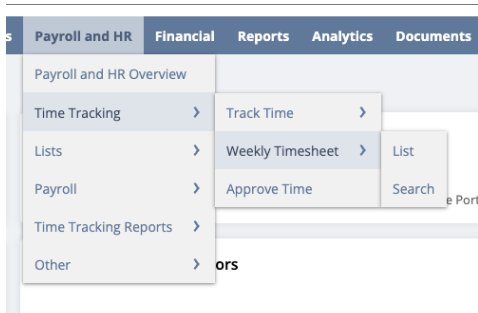 s Payroll and HR Financial Reports Analytics Documents
Payroll and HR Overview
Time Tracking > Track Time >
Lists > Weekly Timesheet > List
Payroll > Approve Time Search e Port
Time Tracking Reports >
Other > ors